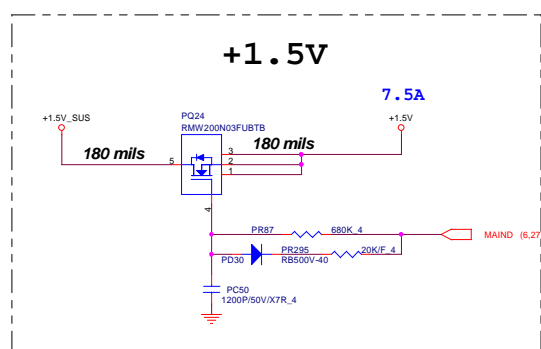 +1.5V
7.5A
+1.5V_SUS
PQ24
RMW200N03FUBTB
+1.5V
180 mils
180 mils
5
3
2
1
4
PR87
680K_4
MAIND (6,27
PR295
20K/F_4
PD30
RB500V-40
PC50
1200P/50V/X7R_4